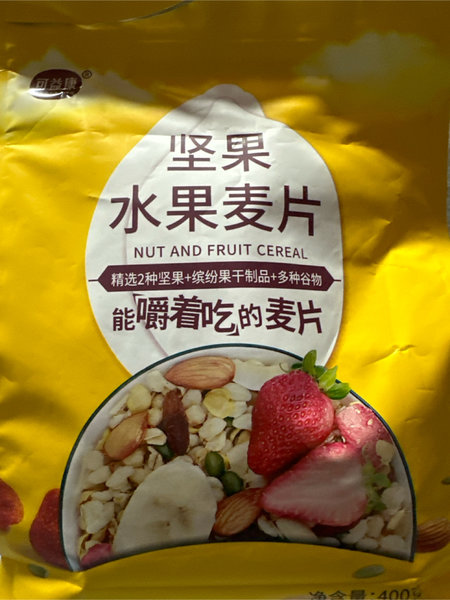 可益康®
坚果
水果麦片
NUT AND FRUIT CEREAL
精选2种坚果+缤纷果干制品+多种谷物
能「嚼着吃」的麦片
净含量:400g